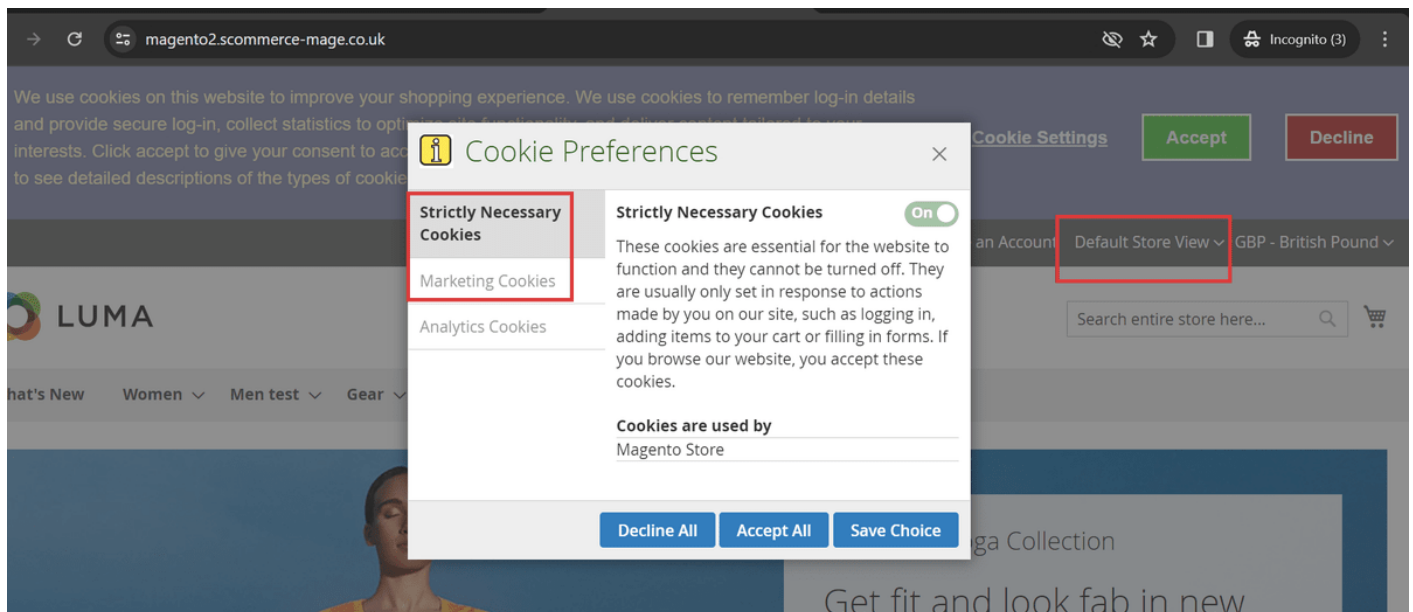 magento2.scommerce-mage.co.uk
Incognito (3)
We use cookies on this website to improve your shopping experience. We use cookies to remember log-in details
and provide secure log-in, collect statistics to
interests. Click accept to give your consent to
to see detailed descriptions of the types of
Cookie Settings
Accept
Decline
Cookie Preferences
Strictly Necessary
Cookies
Marketing Cookies
Analytics Cookies
Strictly Necessary Cookies
On
These cookies are essential for the website to
function and they cannot be turned off. They
are usually only set in response to actions
made by you on our site, such as logging in,
adding items to your cart or filling in forms. If
you browse our website, you accept these
cookies.
Cookies are used by
Magento Store
Decline All
Accept All
Save Choice
an Account
Default Store View
GBP - British Pound
LUMA
Search entire store here...
hat's New
Women
Men test
Gear
Collection
Get fit and look fab in new